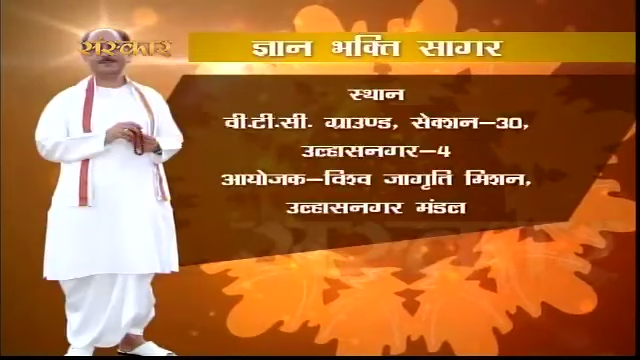 संस्कार
ज्ञान भक्ति सागर
स्थान
वी.टी.सी. ग्राउण्ड, सेक्शन–30,
उल्हासनगर–4
आयोजक–विश्व जागृति मिशन,
उल्हासनगर मंडल